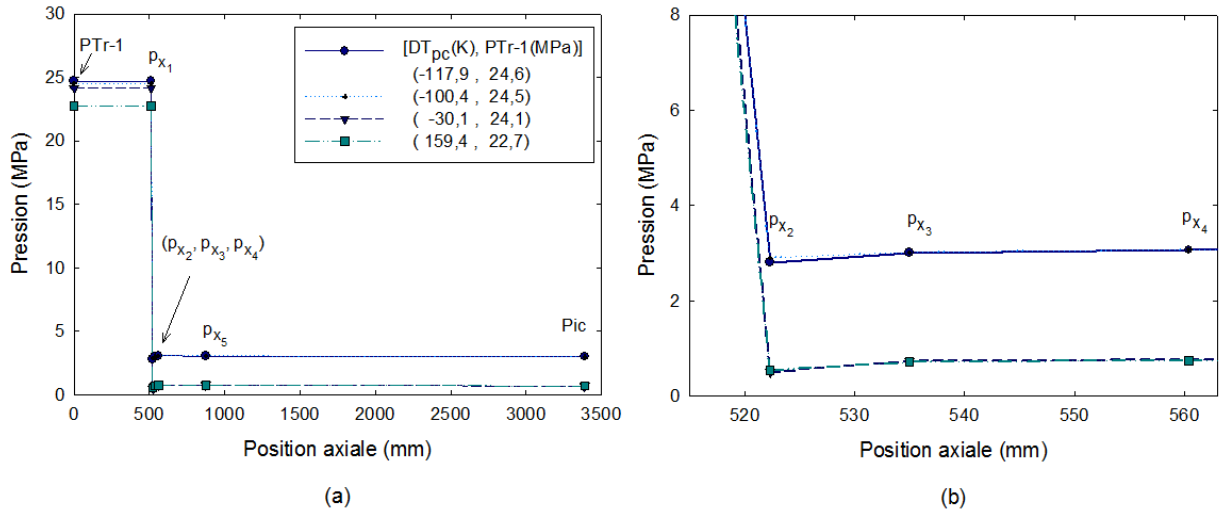 30
25
20
15
10
5
0
Pression (MPa)
PTr-1
px1
[DTpc(K), PTr-1(MPa)]
(-117,9 , 24,6)
(-100,4 , 24,5)
( -30,1 , 24,1)
( 159,4 , 22,7)
(px2, px3, px4)
px5
Pic
0 500 1000 1500 2000 2500 3000 3500
Position axiale (mm)
(a)
8
6
4
2
0
Pression (MPa)
px2
px3
px4
520 530 540 550 560
Position axiale (mm)
(b)